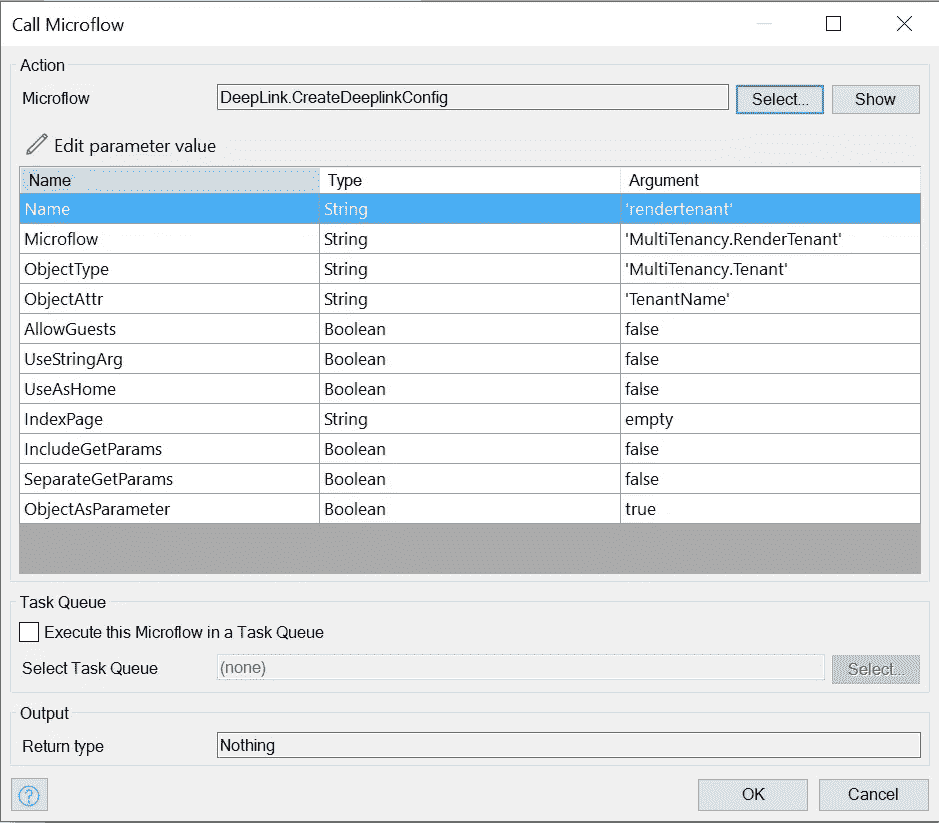 Call Microflow
Action
Microflow DeepLink.CreateDeeplinkConfig Select... Show
Edit parameter value
Name Type Argument
Name String 'rendertenant'
Microflow String 'MultiTenancy.RenderTenant'
ObjectType String 'MultiTenancy.Tenant'
ObjectAttr String 'TenantName'
AllowGuests Boolean false
UseStringArg Boolean false
UseAsHome Boolean false
IndexPage String empty
IncludeGetParams Boolean false
SeparateGetParams Boolean false
ObjectAsParameter Boolean true
Task Queue
Execute this Microflow in a Task Queue
Select Task Queue (none) Select...
Output
Return type Nothing
? OK Cancel